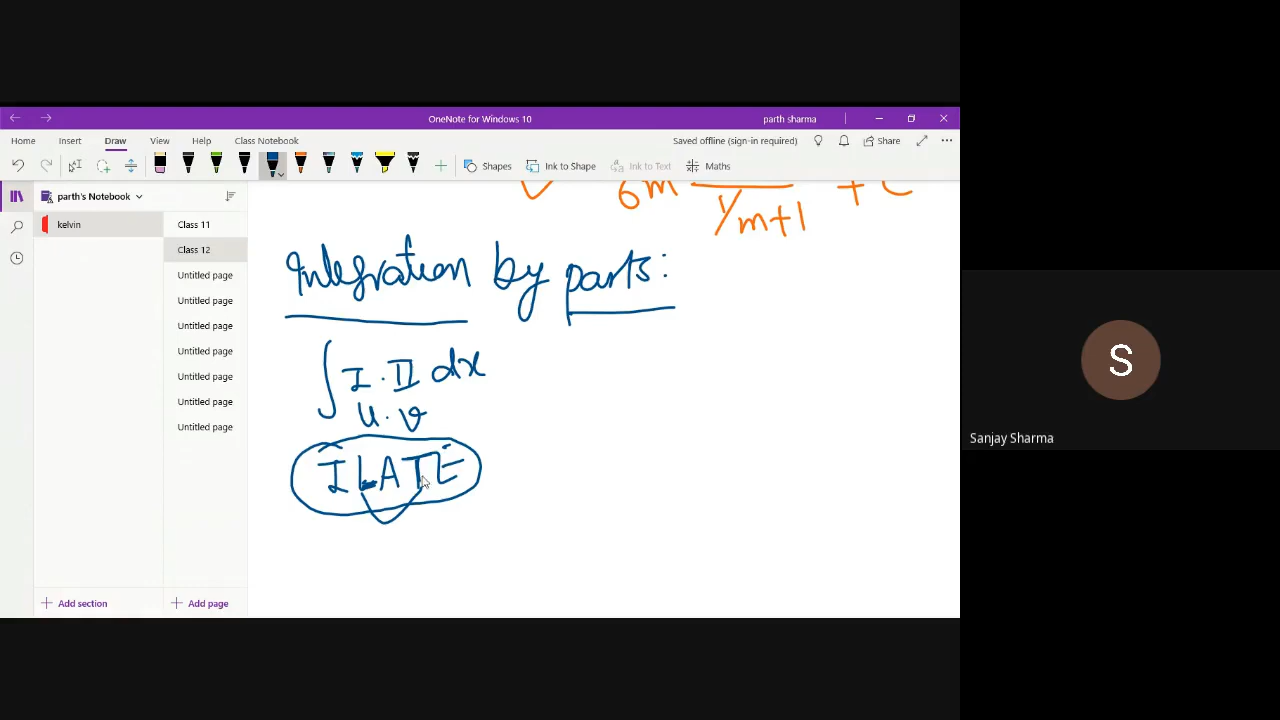 OneNote for Windows 10
parth sharma
Home Insert Draw View Help Class Notebook
Saved offline (sign-in required) Share
Shapes Ink to Shape Ink to Text Maths
parth's Notebook
kelvin
Class 11
Class 12
Untitled page
Untitled page
Untitled page
Untitled page
Untitled page
Untitled page
Untitled page
Add section
Add page
6m 1/m+1 + C
Integration by parts:
∫ I . II dx
u . v
ILATE
S
Sanjay Sharma